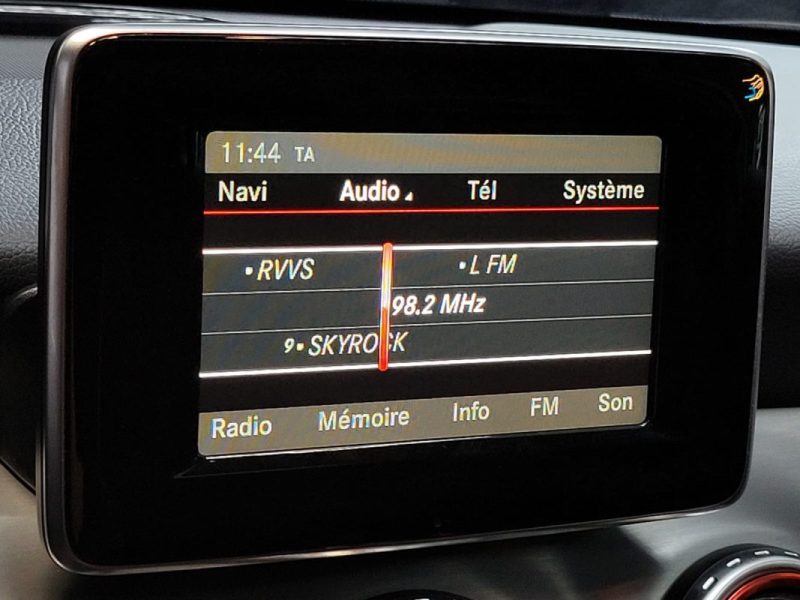 11:44 TA
Navi Audio Tél Système
•RVVS •L FM
98.2 MHz
9•SKYROCK
Radio Mémoire Info FM Son